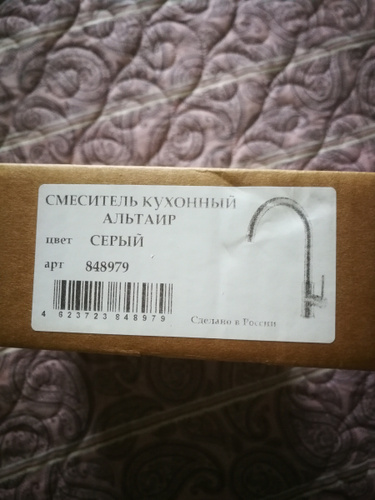 СМЕСИТЕЛЬ КУХОННЫЙ
АЛЬТАИР
цвет СЕРЫЙ
арт 848979
4 623723 848979
Сделано в России